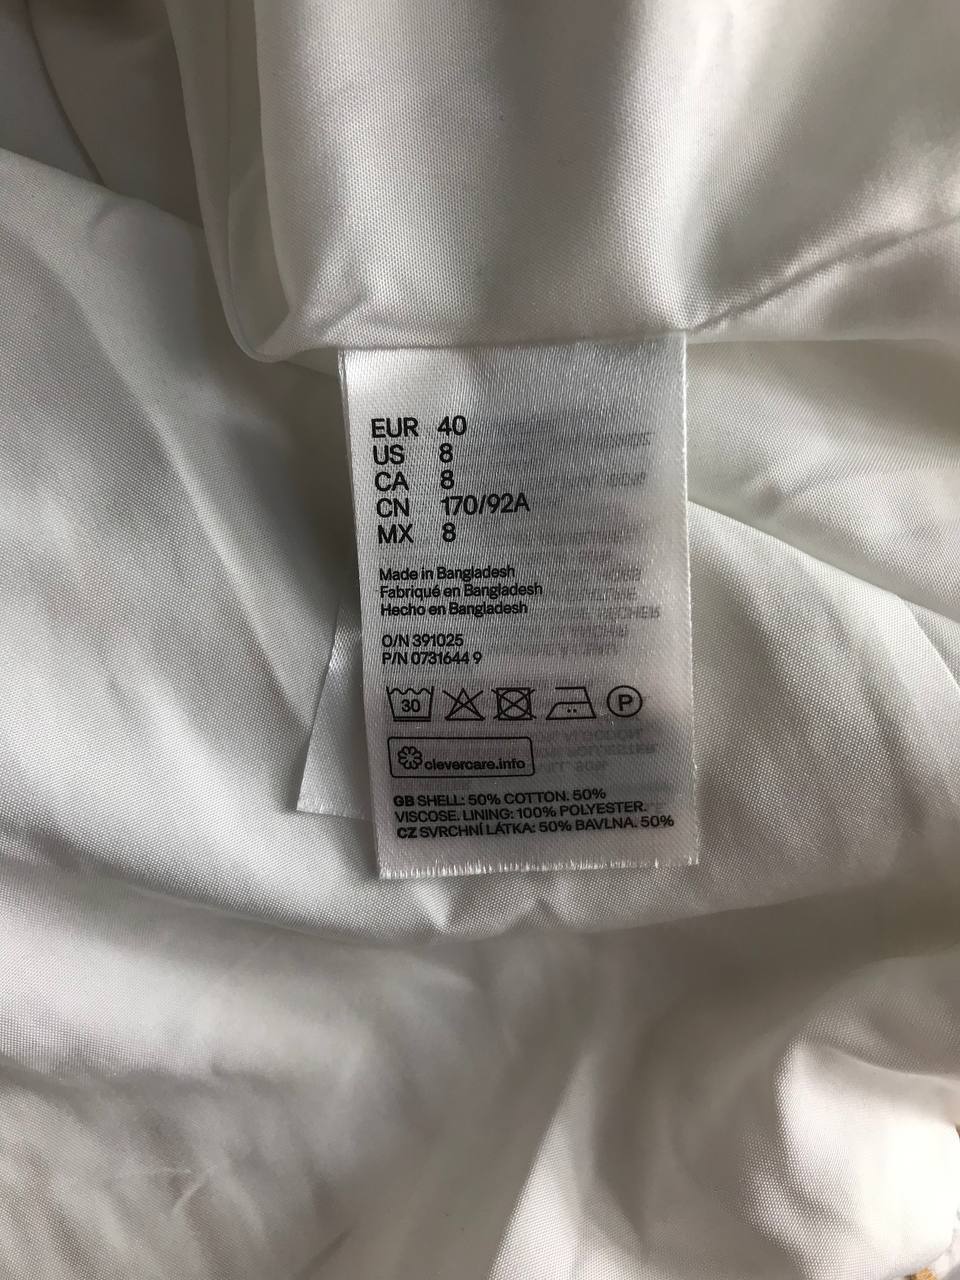 EUR 40
US 8
CA 8
CN 170/92A
MX 8
Made in Bangladesh
Fabriqué en Bangladesh
Hecho en Bangladesh
O/N 391025
P/N 0731644 9
30 P
clevercare.info
GB SHELL: 50% COTTON. 50%
VISCOSE. LINING: 100% POLYESTER.
CZ SVRCHNÍ LÁTKA: 50% BAVLNA. 50%